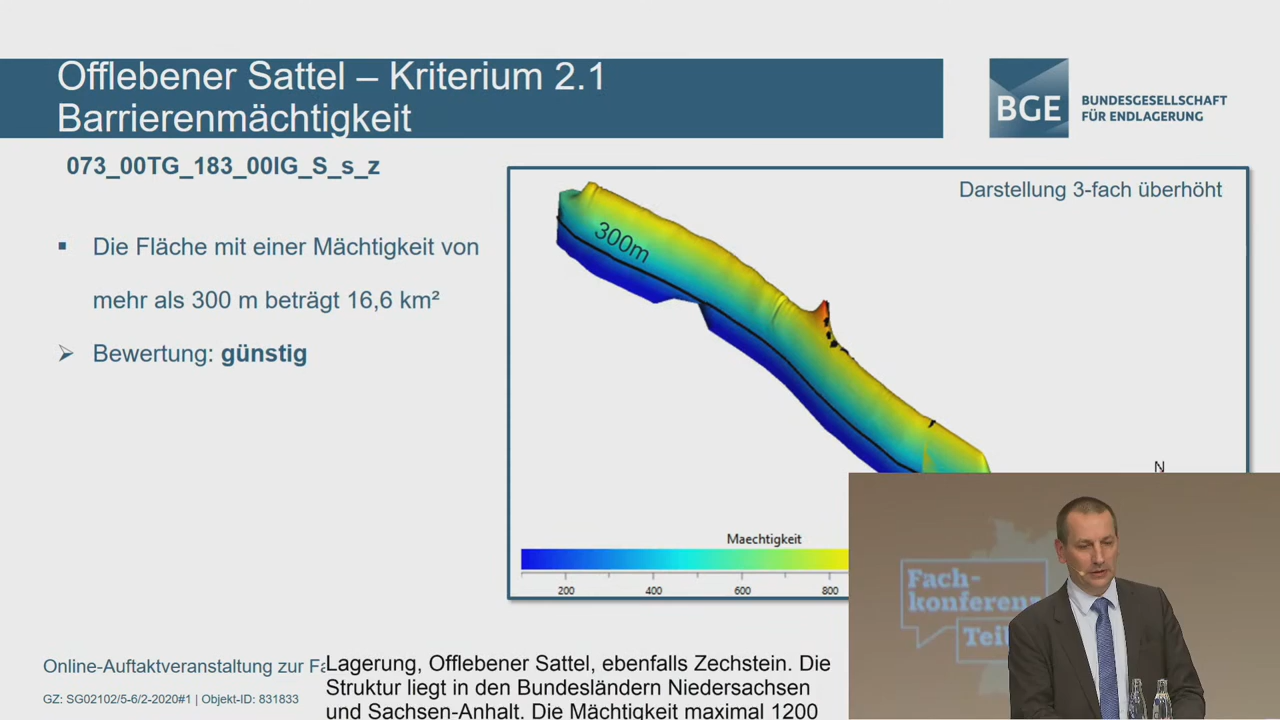 Offlebener Sattel – Kriterium 2.1
Barrierenmächtigkeit
BGE
BUNDESGESELLSCHAFT
FÜR ENDLAGERUNG
073_00TG_183_00IG_S_s_z
Darstellung 3-fach überhöht
Die Fläche mit einer Mächtigkeit von
mehr als 300 m beträgt 16,6 km²
Bewertung: günstig
300m
N
Maechtigkeit
200 400 600 800
Fach-
konferenz
Teil
Online-Auftaktveranstaltung zur Fa
GZ: SG02102/5-6/2-2020#1 | Objekt-ID: 831833
Lagerung, Offlebener Sattel, ebenfalls Zechstein. Die
Struktur liegt in den Bundesländern Niedersachsen
und Sachsen-Anhalt. Die Mächtigkeit maximal 1200